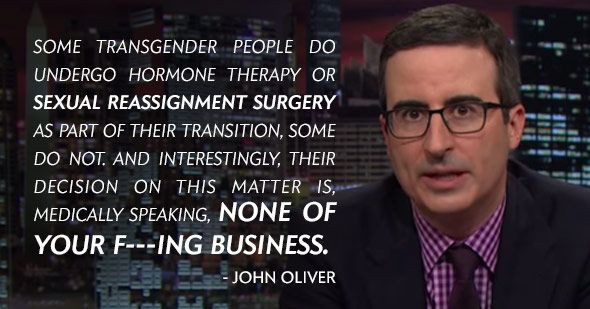 SOME TRANSGENDER PEOPLE DO
UNDERGO HORMONE THERAPY OR
SEXUAL REASSIGNMENT SURGERY
AS PART OF THEIR TRANSITION, SOME
DO NOT. AND INTERESTINGLY, THEIR
DECISION ON THIS MATTER IS,
MEDICALLY SPEAKING, NONE OF
YOUR F---ING BUSINESS.
- JOHN OLIVER